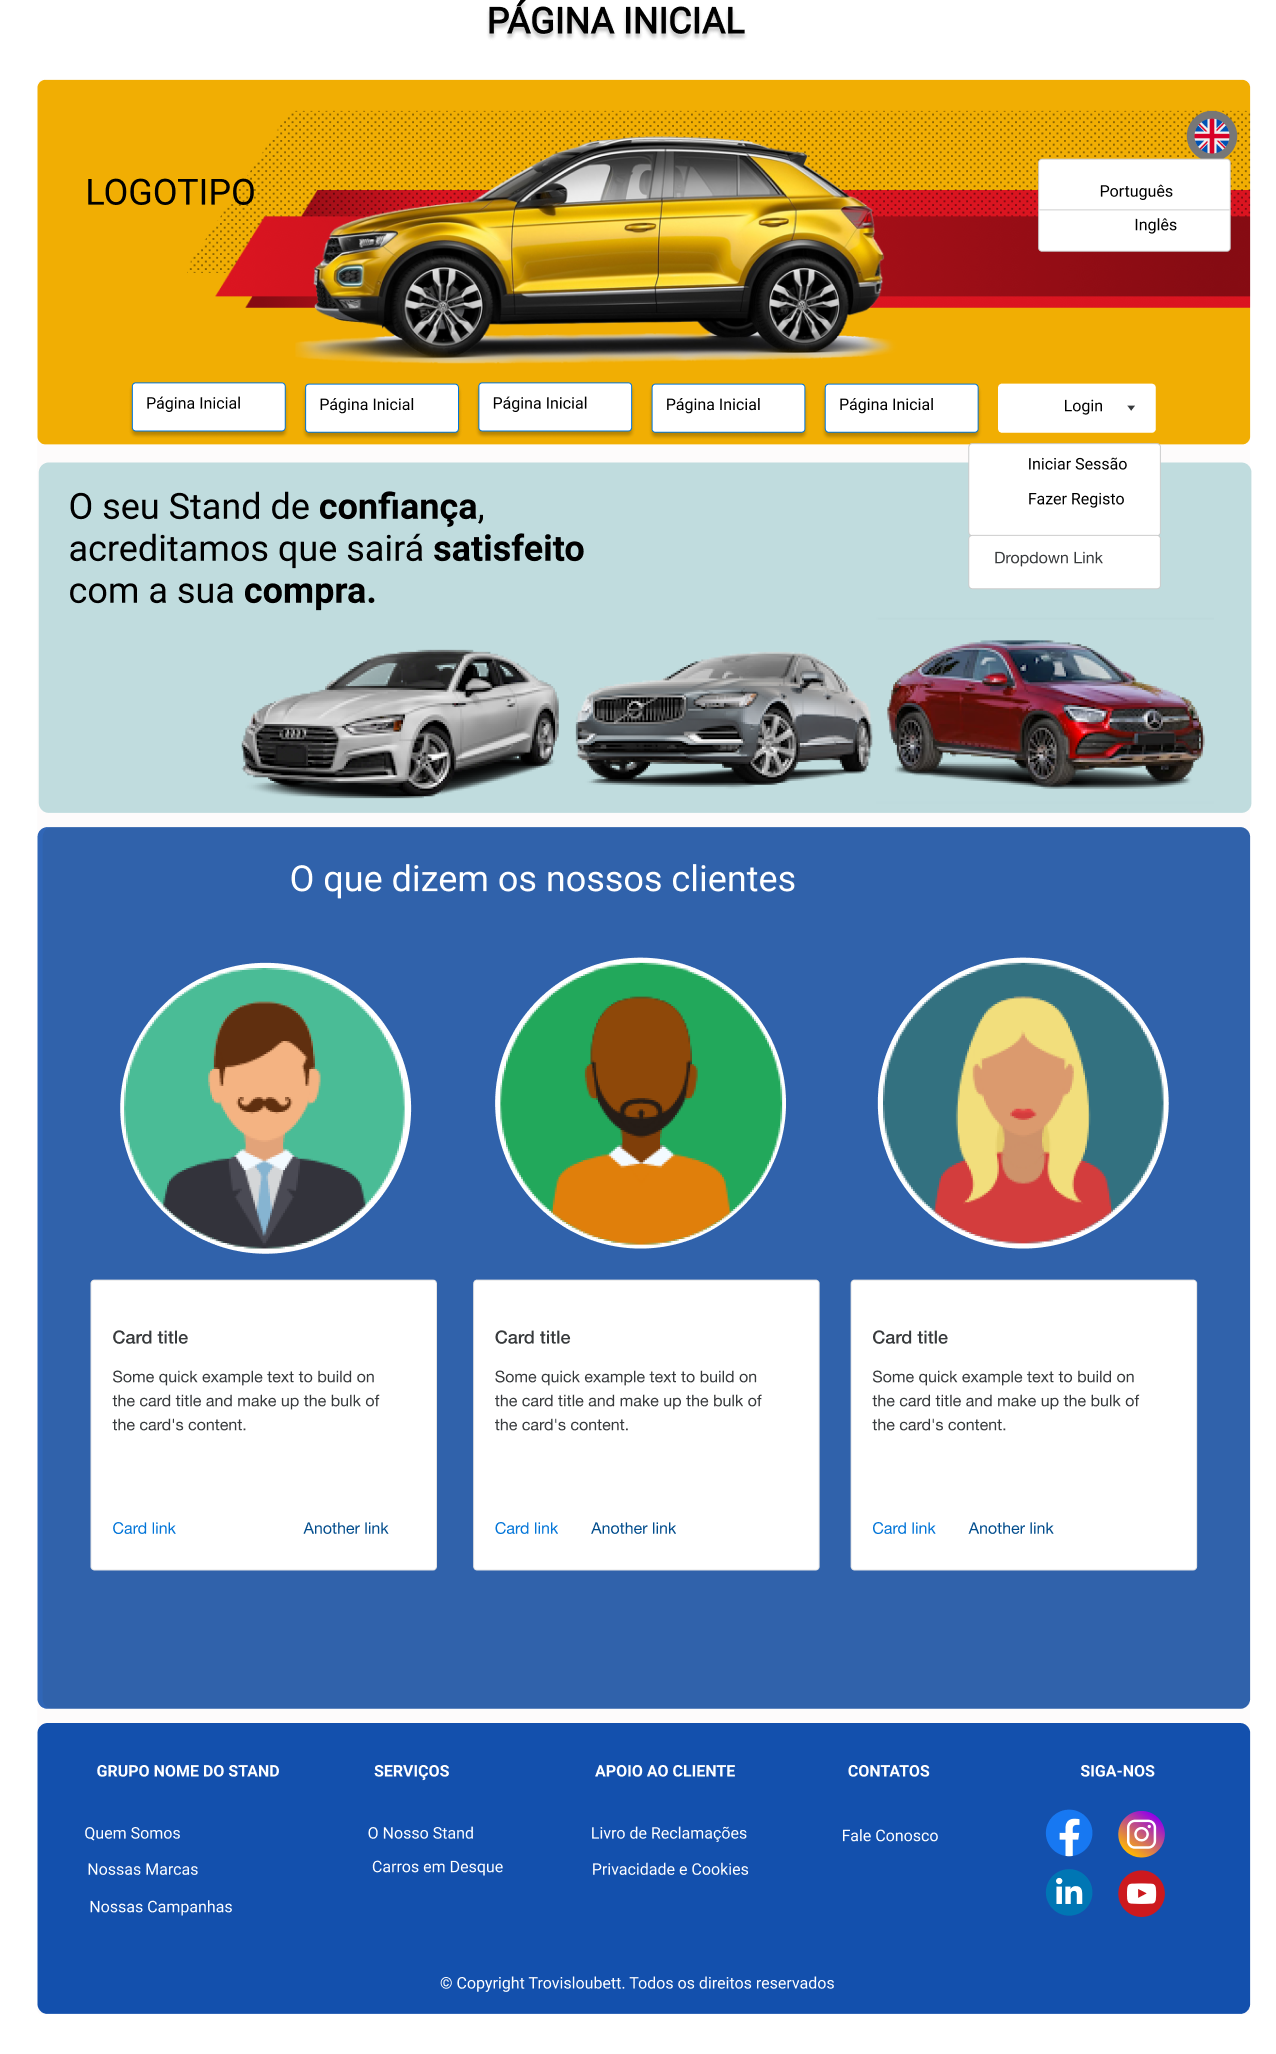 PÁGINA INICIAL
LOGOTIPO
Português
Inglês
Página Inicial
Página Inicial
Página Inicial
Página Inicial
Página Inicial
Login
Iniciar Sessão
Fazer Registo
Dropdown Link
O seu Stand de confiança,
acreditamos que sairá satisfeito
com a sua compra.
O que dizem os nossos clientes
Card title
Some quick example text to build on
the card title and make up the bulk of
the card's content.
Card link
Another link
Card title
Some quick example text to build on
the card title and make up the bulk of
the card's content.
Card link
Another link
Card title
Some quick example text to build on
the card title and make up the bulk of
the card's content.
Card link
Another link
GRUPO NOME DO STAND
Quem Somos
Nossas Marcas
Nossas Campanhas
SERVIÇOS
O Nosso Stand
Carros em Desque
APOIO AO CLIENTE
Livro de Reclamações
Privacidade e Cookies
CONTATOS
Fale Conosco
SIGA-NOS
in
© Copyright Trovisloubett. Todos os direitos reservados